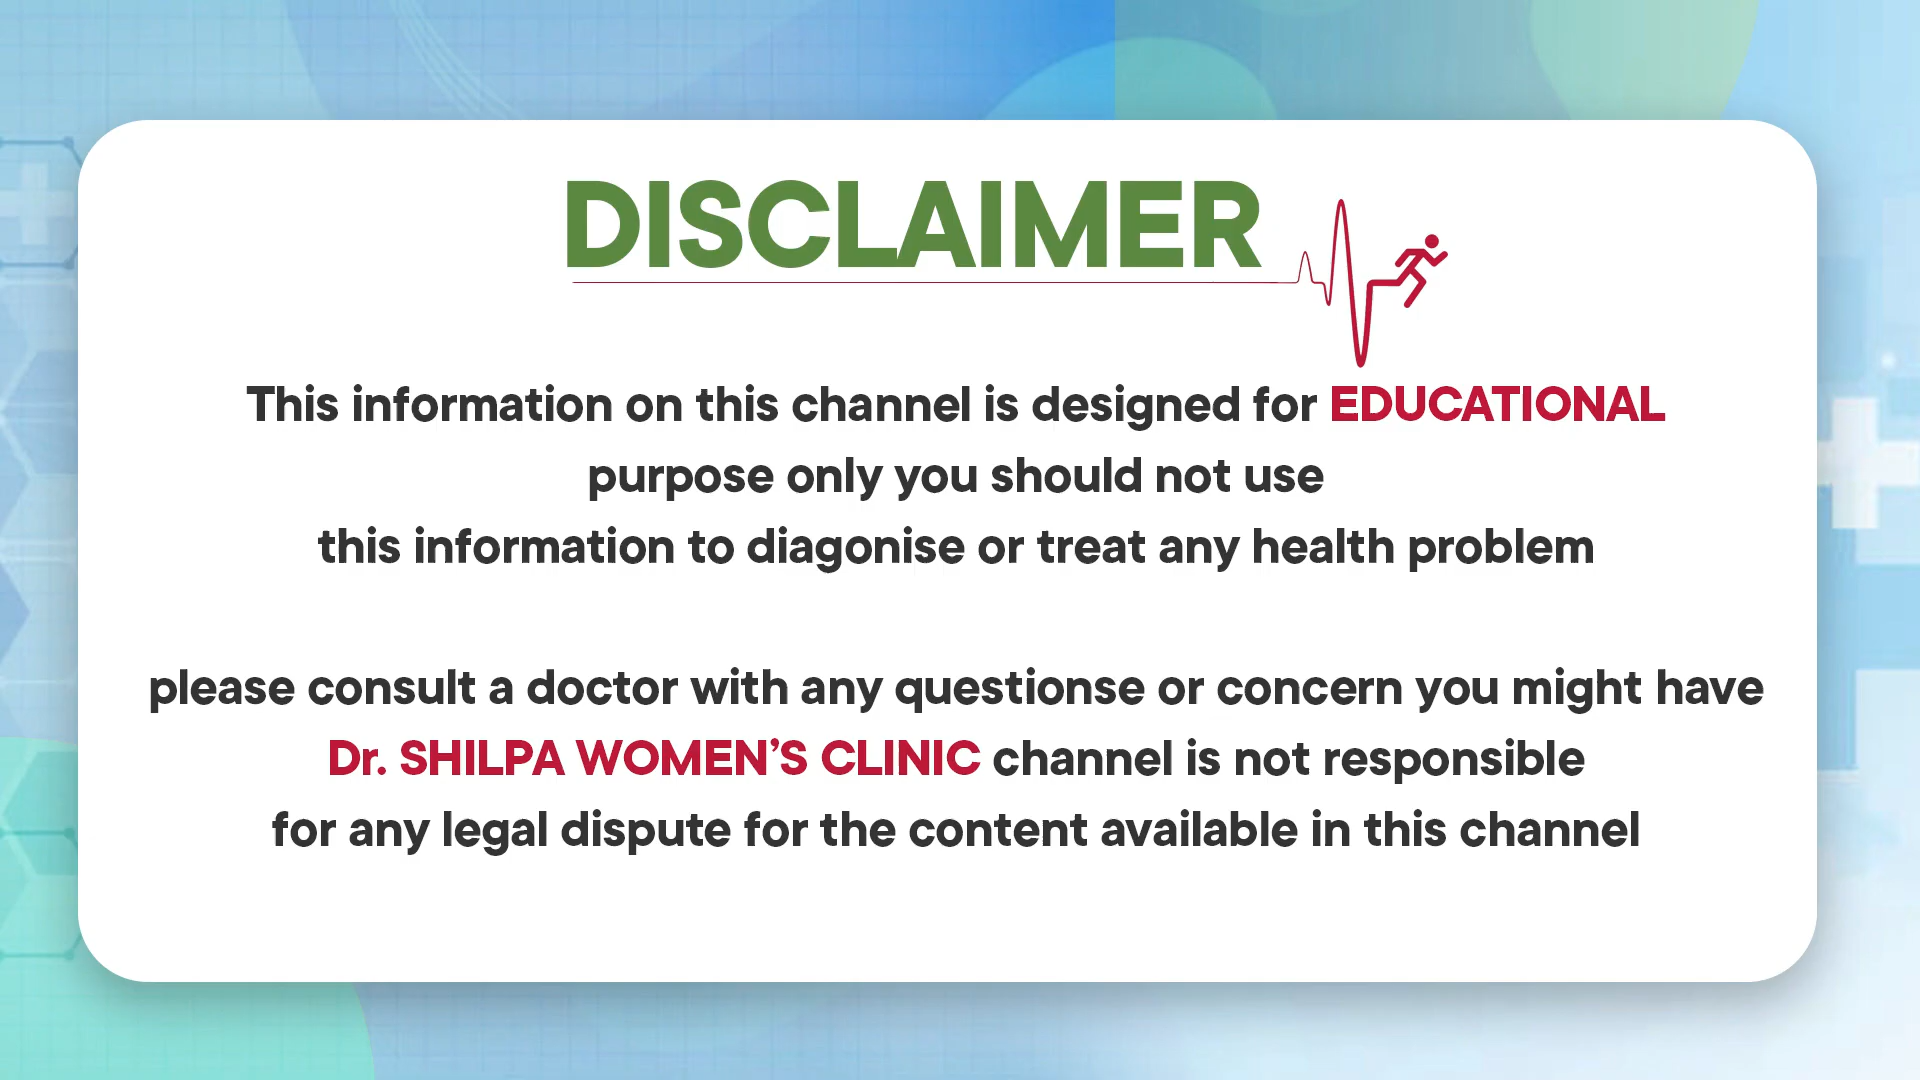 DISCLAIMER
This information on this channel is designed for EDUCATIONAL
purpose only you should not use
this information to diagonise or treat any health problem
please consult a doctor with any questionse or concern you might have
Dr. SHILPA WOMEN’S CLINIC channel is not responsible
for any legal dispute for the content available in this channel